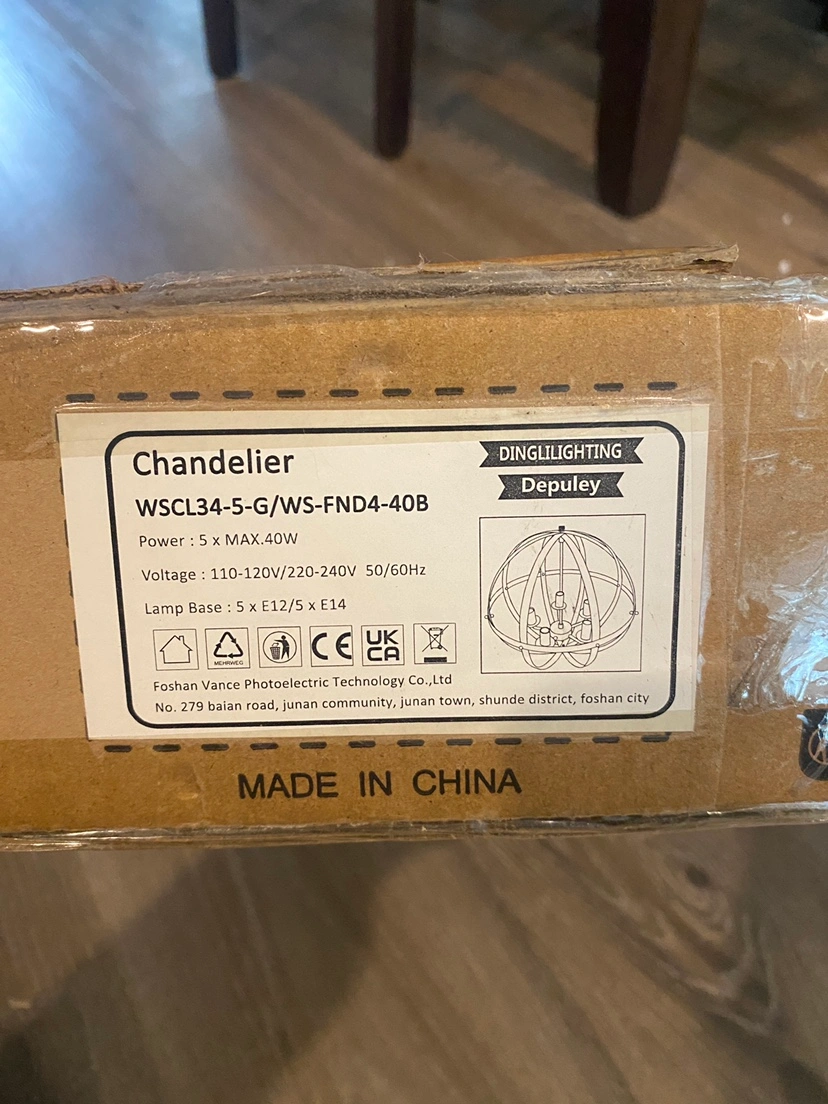 Chandelier
DINGLILIGHTING
Depuley
WSCL34-5-G/WS-FND4-40B
Power : 5 x MAX.40W
Voltage : 110-120V/220-240V 50/60Hz
Lamp Base : 5 x E12/5 x E14
MEHRWEG
CE
UK
CA
Foshan Vance Photoelectric Technology Co.,Ltd
No. 279 baian road, junan community, junan town, shunde district, foshan city
MADE IN CHINA